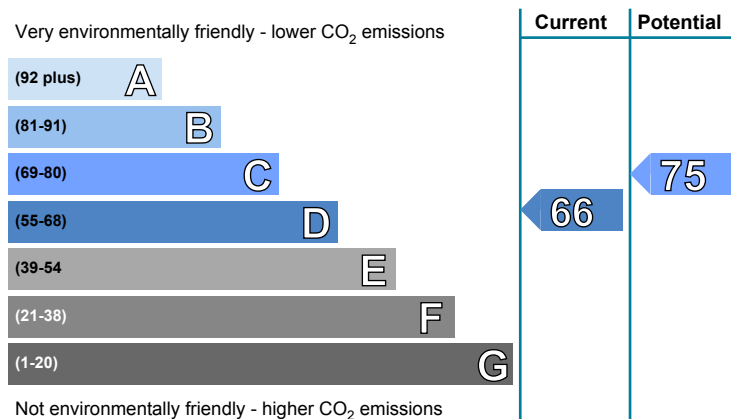 Current Potential
Very environmentally friendly - lower CO₂ emissions
(92 plus) A
(81-91) B
(69-80) C
75
(55-68) D
66
(39-54 E
(21-38) F
(1-20) G
Not environmentally friendly - higher CO₂ emissions